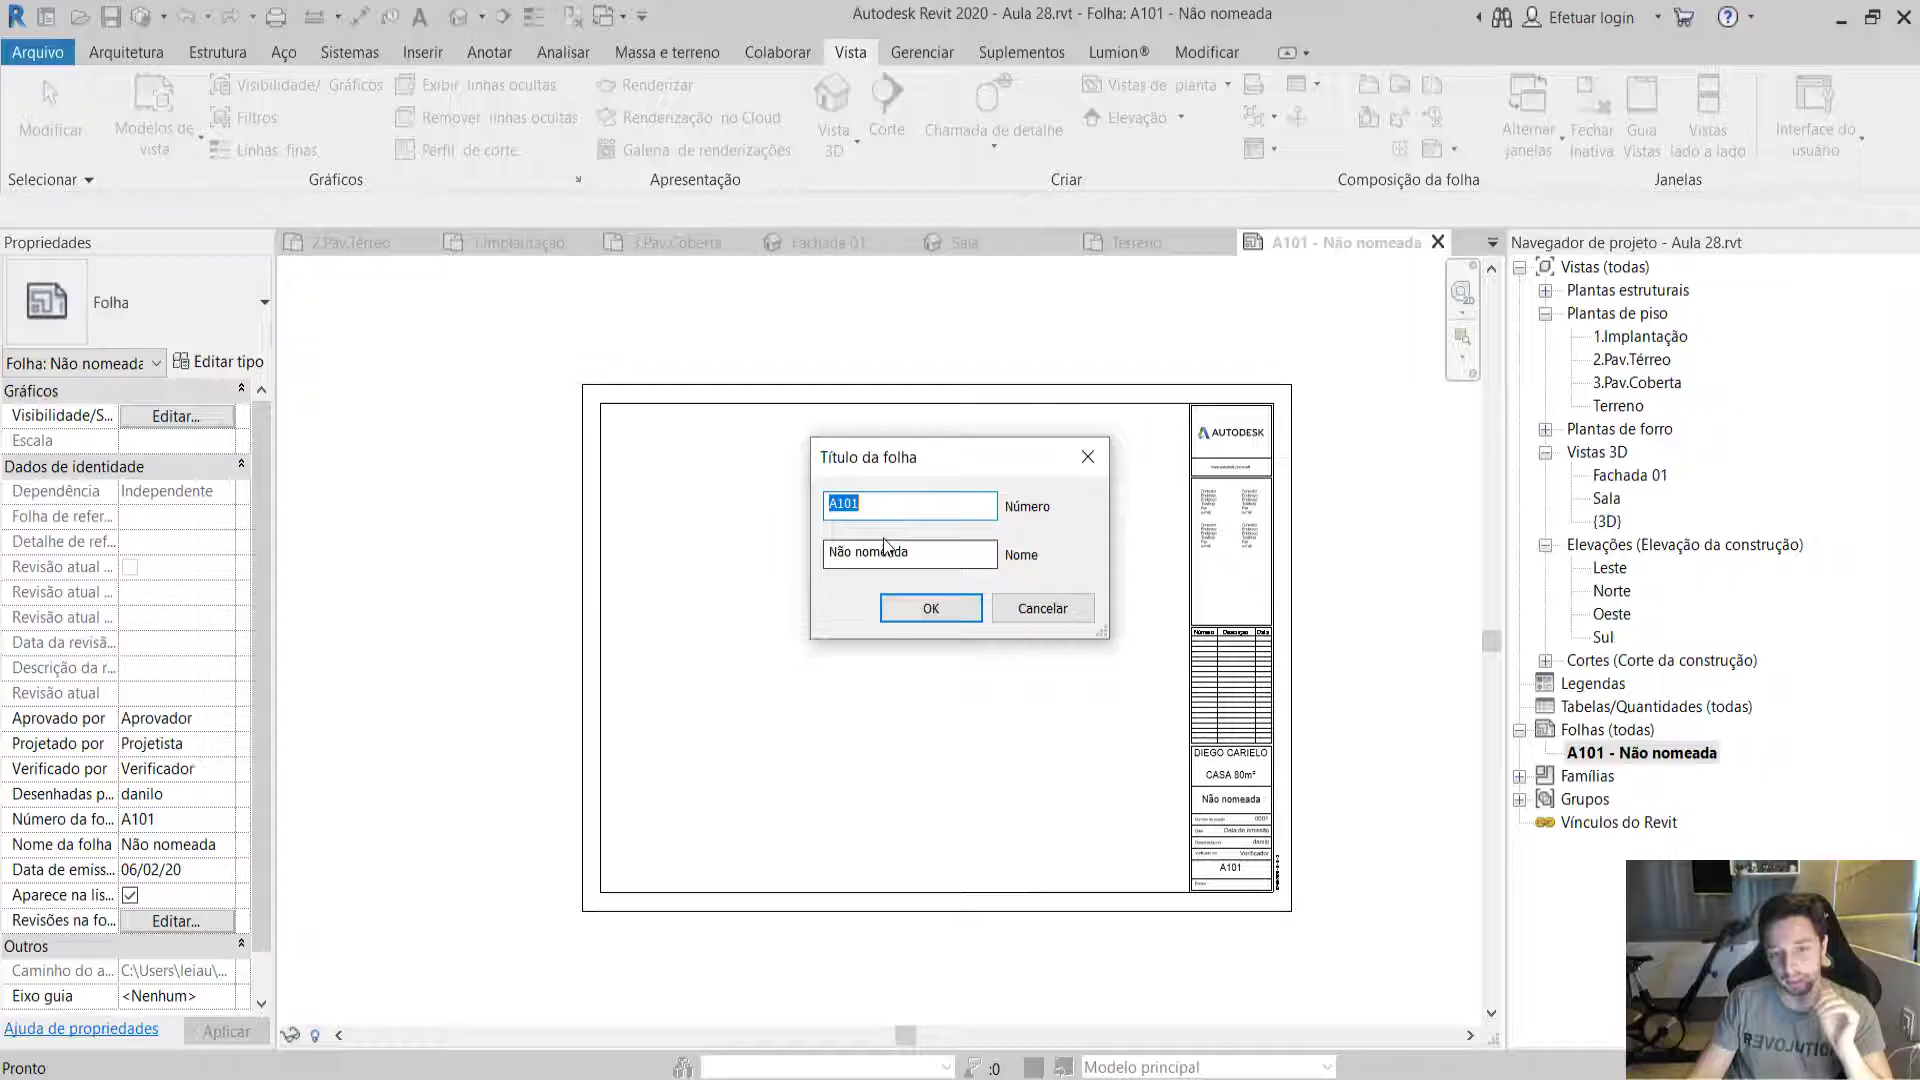 Autodesk Revit 2020 - Aula 28.rvt - Folha: A101 - Não nomeada
Efetuar login
Arquivo
Arquitetura
Estrutura
Aço
Sistemas
Inserir
Anotar
Analisar
Massa e terreno
Colaborar
Vista
Gerenciar
Suplementos
Lumion®
Modificar
Modificar
Modelos de vista
Visibilidade/ Gráficos
Filtros
Linhas finas
Exibir linhas ocultas
Remover linhas ocultas
Perfil de corte
Renderizar
Renderização no Cloud
Galeria de renderizações
Vista 3D
Corte
Chamada de detalhe
Vistas de planta
Elevação
Alternar janelas
Fechar inativa
Guia Vistas
Vistas lado a lado
Interface do usuário
Selecionar
Gráficos
Apresentação
Criar
Composição da folha
Janelas
Propriedades
2.Pav.Térreo
1.Implantação
3.Pav.Coberta
Fachada 01
Sala
Terreno
A101 - Não nomeada
Navegador de projeto - Aula 28.rvt
Folha
Folha: Não nomeada
Editar tipo
Gráficos
Visibilidade/S...
Editar...
Escala
Dados de identidade
Dependência
Independente
Folha de refer...
Detalhe de ref...
Revisão atual ...
Revisão atual ...
Revisão atual ...
Data da revisã...
Descrição da r...
Revisão atual
Aprovado por
Aprovador
Projetado por
Projetista
Verificado por
Verificador
Desenhadas p...
danilo
Número da fo...
A101
Nome da folha
Não nomeada
Data de emiss...
06/02/20
Aparece na lis...
Revisões na fo...
Editar...
Outros
Caminho do a...
C:\Users\leiau\...
Eixo guia
<Nenhum>
Ajuda de propriedades
Aplicar
Título da folha
A101
Número
Não nomeada
Nome
OK
Cancelar
AUTODESK
Número
Descrição
Data
DIEGO CARIELO
CASA 80m²
Não nomeada
0001
Data de emissão
danilo
Verificador
A101
2D
Vistas (todas)
Plantas estruturais
Plantas de piso
1.Implantação
2.Pav.Térreo
3.Pav.Coberta
Terreno
Plantas de forro
Vistas 3D
Fachada 01
Sala
{3D}
Elevações (Elevação da construção)
Leste
Norte
Oeste
Sul
Cortes (Corte da construção)
Legendas
Tabelas/Quantidades (todas)
Folhas (todas)
A101 - Não nomeada
Famílias
Grupos
Vínculos do Revit
Pronto
:0
Modelo principal